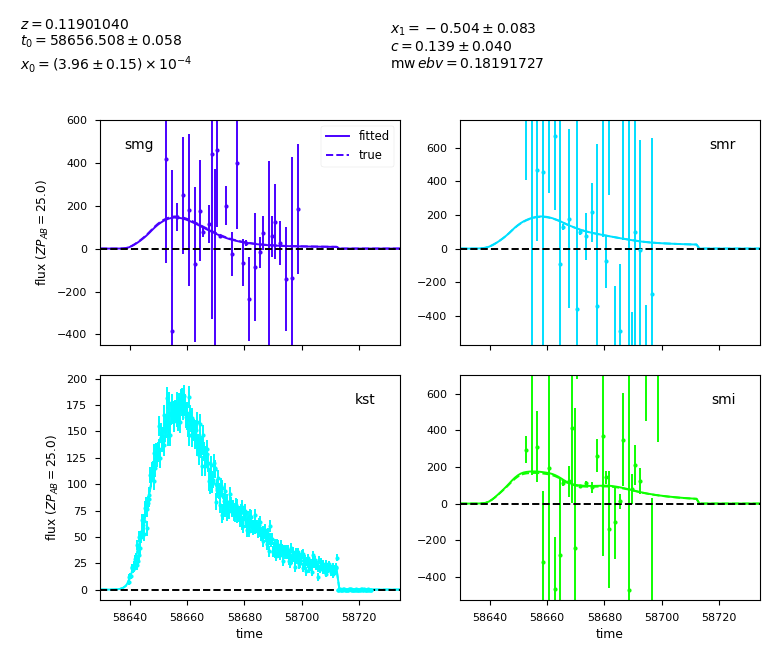 z = 0.11901040
t₀ = 58656.508 ± 0.058
x₀ = (3.96 ± 0.15) × 10⁻⁴
x₁ = −0.504 ± 0.083
c = 0.139 ± 0.040
mw ebv = 0.18191727
smg
fitted
true
600
400
200
0
−200
−400
flux (ZP_AB = 25.0)
smr
600
400
200
0
−200
−400
kst
200
175
150
125
100
75
50
25
0
flux (ZP_AB = 25.0)
58640 58660 58680 58700 58720
time
smi
600
400
200
0
−200
−400
58640 58660 58680 58700 58720
time